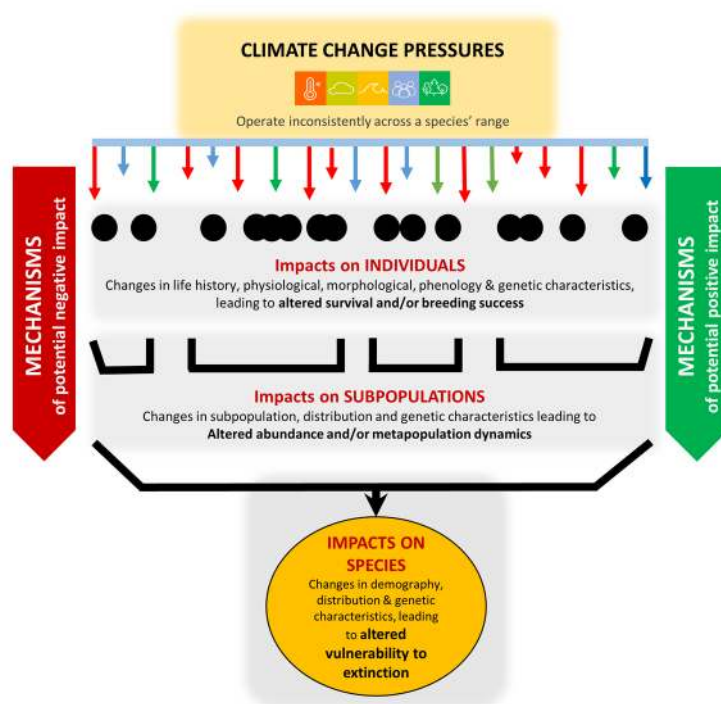 CLIMATE CHANGE PRESSURES
Operate inconsistently across a species' range
MECHANISMS
of potential negative impact
Impacts on INDIVIDUALS
Changes in life history, physiological, morphological, phenology & genetic characteristics,
leading to altered survival and/or breeding success
Impacts on SUBPOPULATIONS
Changes in subpopulation, distribution and genetic characteristics leading to
Altered abundance and/or metapopulation dynamics
MECHANISMS
of potential positive impact
IMPACTS ON
SPECIES
Changes in demography,
distribution & genetic
characteristics, leading
to altered
vulnerability to
extinction